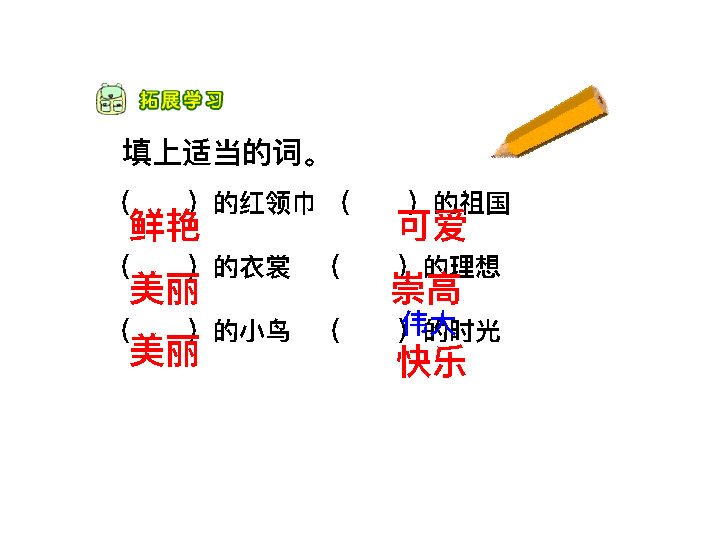 拓展学习
填上适当的词。
（　　）的红领巾 （　　）的祖国
鲜艳 可爱
（　　）的衣裳 （　　）的理想
美丽 崇高
伟大
（　　）的小鸟 （　　）的时光
美丽 快乐